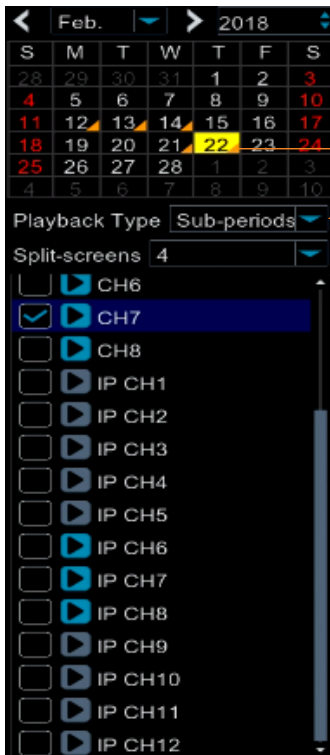 Feb. 2018
S M T W T F S
28 29 30 31 1 2 3
4 5 6 7 8 9 10
11 12 13 14 15 16 17
18 19 20 21 22 23 24
25 26 27 28 1 2 3
4 5 6 7 8 9 10
Playback Type Sub-periods
Split-screens 4
CH6
CH7
CH8
IP CH1
IP CH2
IP CH3
IP CH4
IP CH5
IP CH6
IP CH7
IP CH8
IP CH9
IP CH10
IP CH11
IP CH12